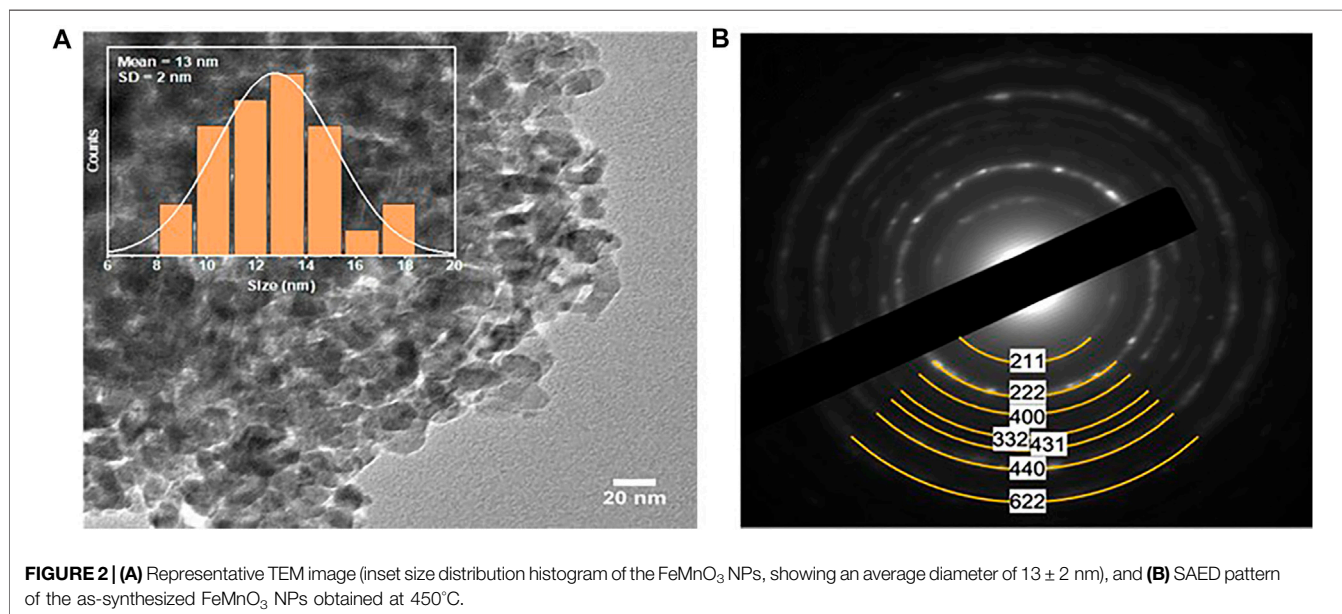 A
Mean = 13 nm
SD = 2 nm
Counts
6 8 10 12 14 16 18 20
Size (nm)
20 nm
B
211
222
400
332 431
440
622
FIGURE 2 | (A) Representative TEM image (inset size distribution histogram of the FeMnO₃ NPs, showing an average diameter of 13 ± 2 nm), and (B) SAED pattern
of the as-synthesized FeMnO₃ NPs obtained at 450°C.